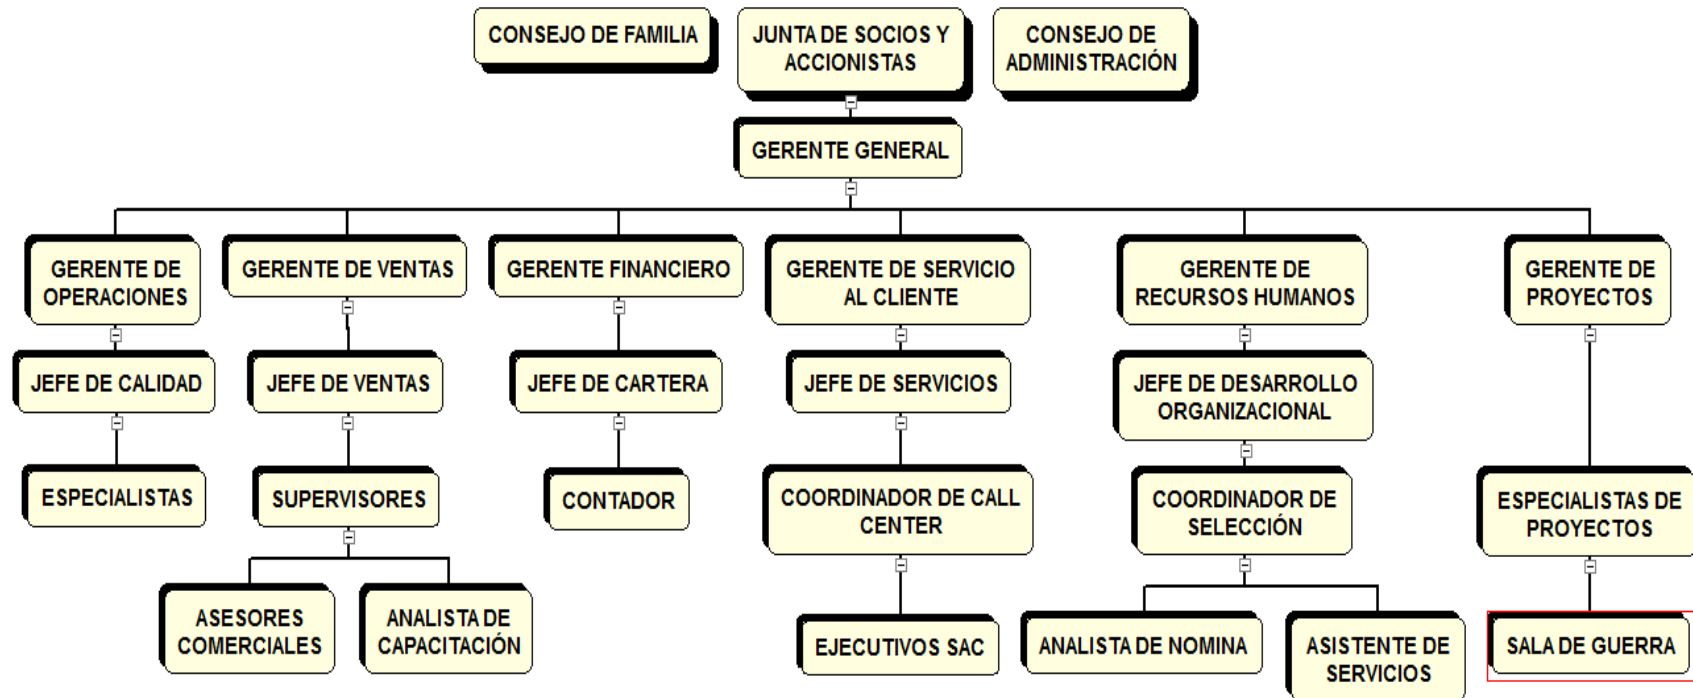 CONSEJO DE FAMILIA
JUNTA DE SOCIOS Y
ACCIONISTAS
CONSEJO DE
ADMINISTRACIÓN
GERENTE GENERAL
GERENTE DE
OPERACIONES
GERENTE DE VENTAS
GERENTE FINANCIERO
GERENTE DE SERVICIO
AL CLIENTE
GERENTE DE
RECURSOS HUMANOS
GERENTE DE
PROYECTOS
JEFE DE CALIDAD
JEFE DE VENTAS
JEFE DE CARTERA
JEFE DE SERVICIOS
JEFE DE DESARROLLO
ORGANIZACIONAL
ESPECIALISTAS
SUPERVISORES
CONTADOR
COORDINADOR DE CALL
CENTER
COORDINADOR DE
SELECCIÓN
ESPECIALISTAS DE
PROYECTOS
ASESORES
COMERCIALES
ANALISTA DE
CAPACITACIÓN
EJECUTIVOS SAC
ANALISTA DE NOMINA
ASISTENTE DE
SERVICIOS
SALA DE GUERRA